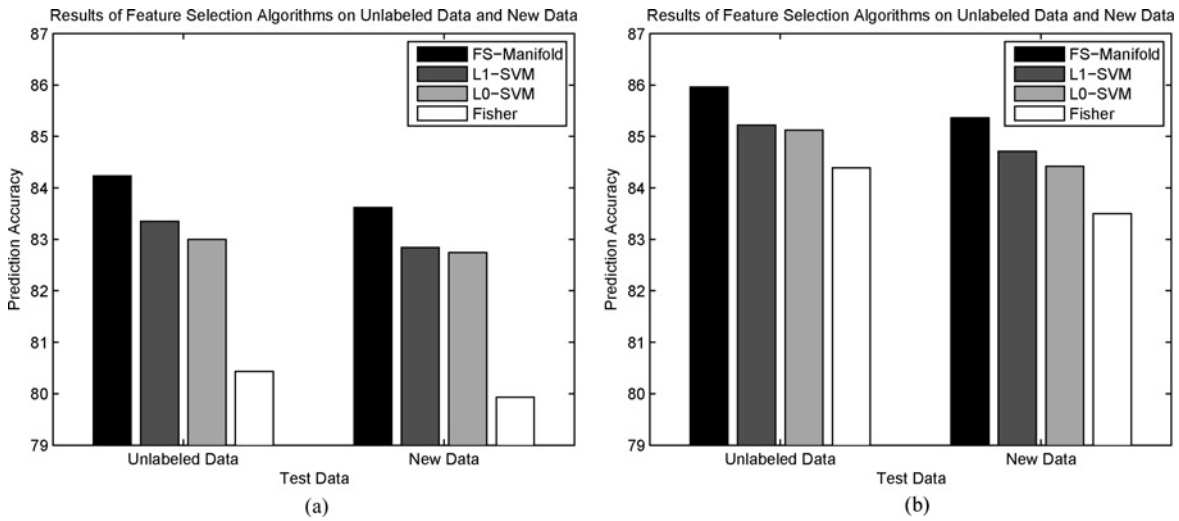 Results of Feature Selection Algorithms on Unlabeled Data and New Data
87
86
85
84
83
82
81
80
79
Prediction Accuracy
FS-Manifold
L1-SVM
L0-SVM
Fisher
Unlabeled Data
New Data
Test Data
(a)
Results of Feature Selection Algorithms on Unlabeled Data and New Data
87
86
85
84
83
82
81
80
79
Prediction Accuracy
FS-Manifold
L1-SVM
L0-SVM
Fisher
Unlabeled Data
New Data
Test Data
(b)